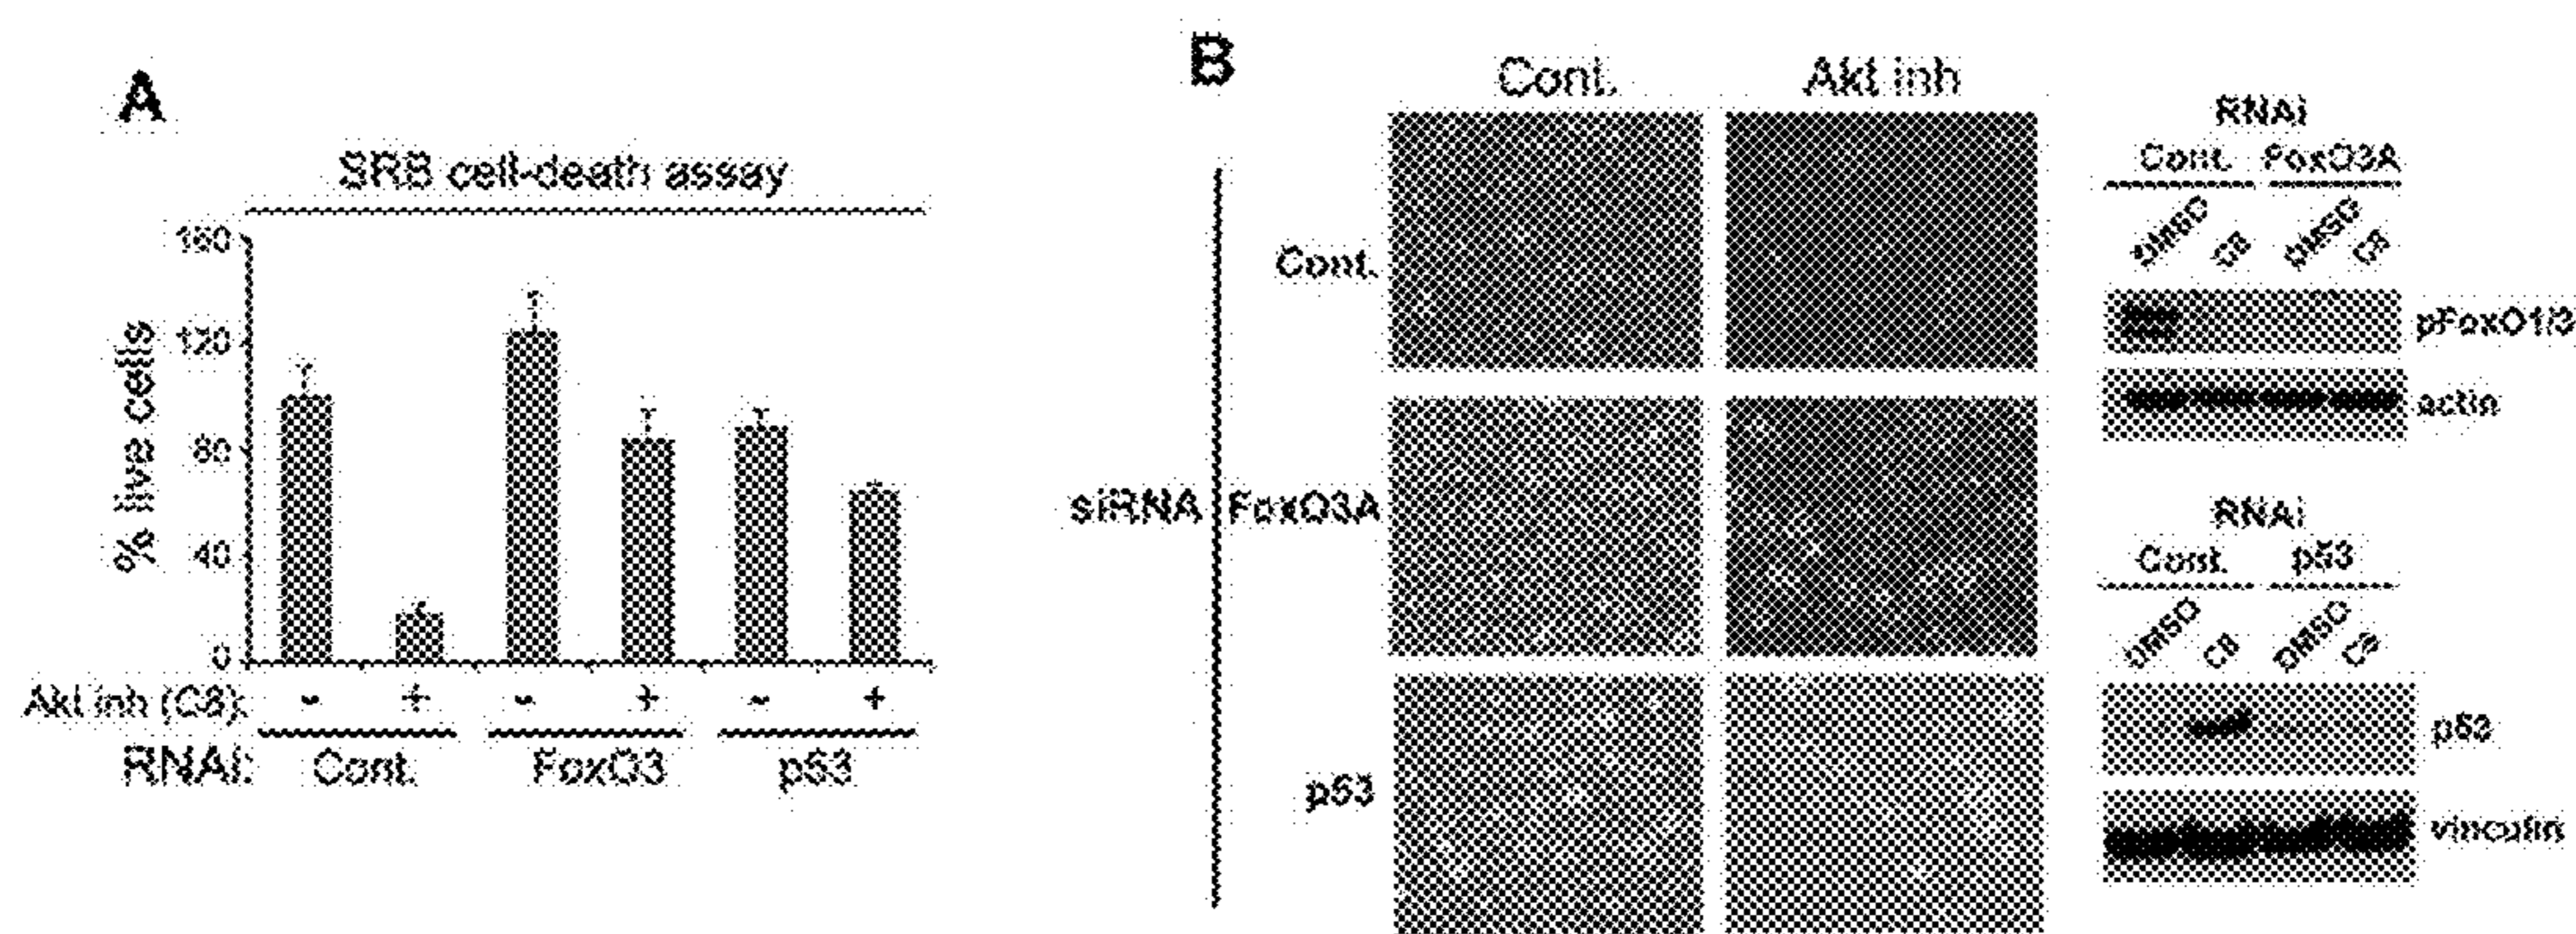 A
SRB cell-death assay
% live cells
160
120
80
40
0
Akt inh (C8): - + - + - +
RNAi: Cont. FoxO3 p53
B
Cont. Akt inh
siRNA
Cont.
FoxO3A
p53
RNAi
Cont. FoxO3A
DMSO C8 DMSO C8
pFoxO1/3
actin
RNAi
Cont. p53
DMSO C8 DMSO C8
p53
vinculin